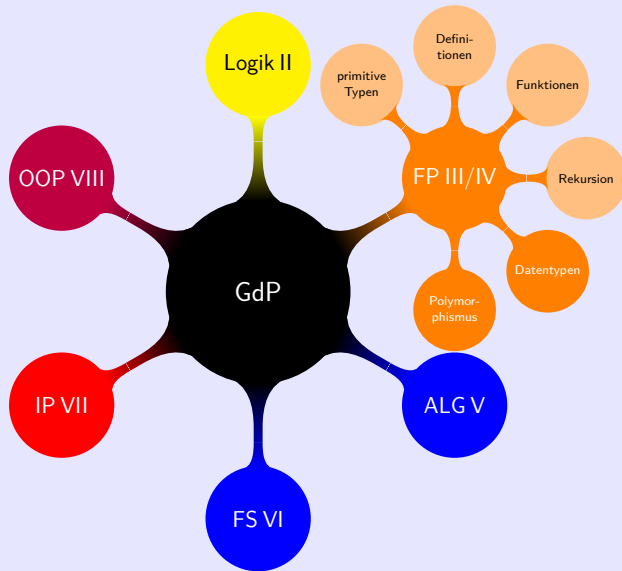 Defini-
tionen
Logik II
primitive
Typen
Funktionen
OOP VIII
FP III/IV
Rekursion
Datentypen
GdP
Polymor-
phismus
IP VII
ALG V
FS VI